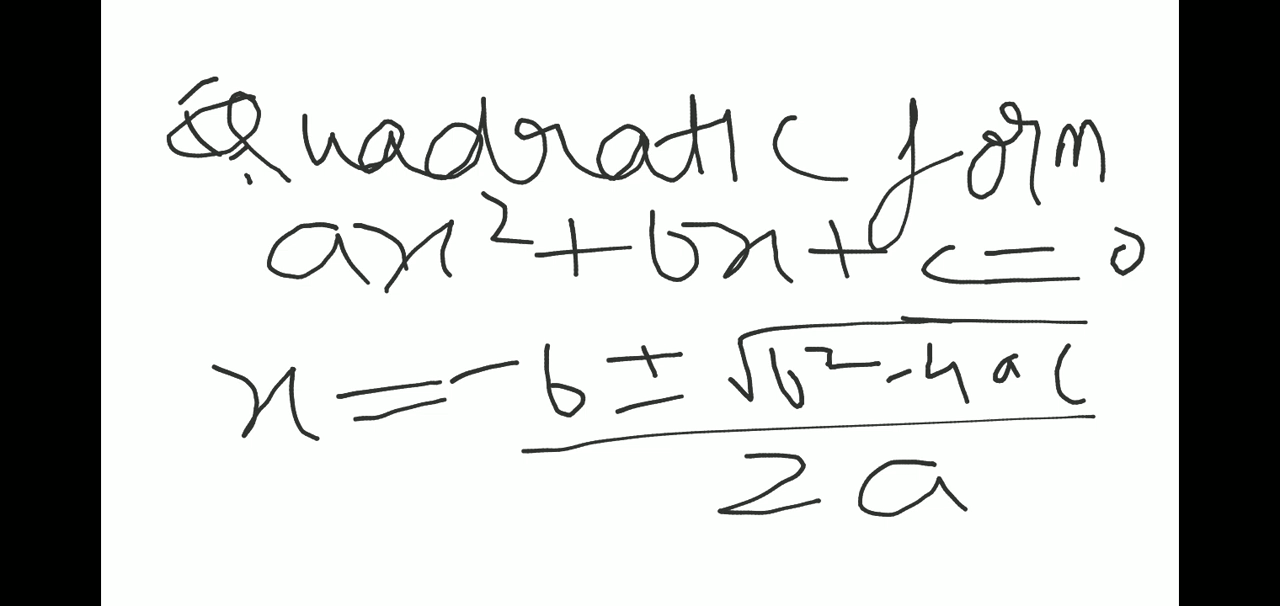 Quadratic form
ax² + bx + c = 0
x = -b ± √(b² - 4ac) / 2a